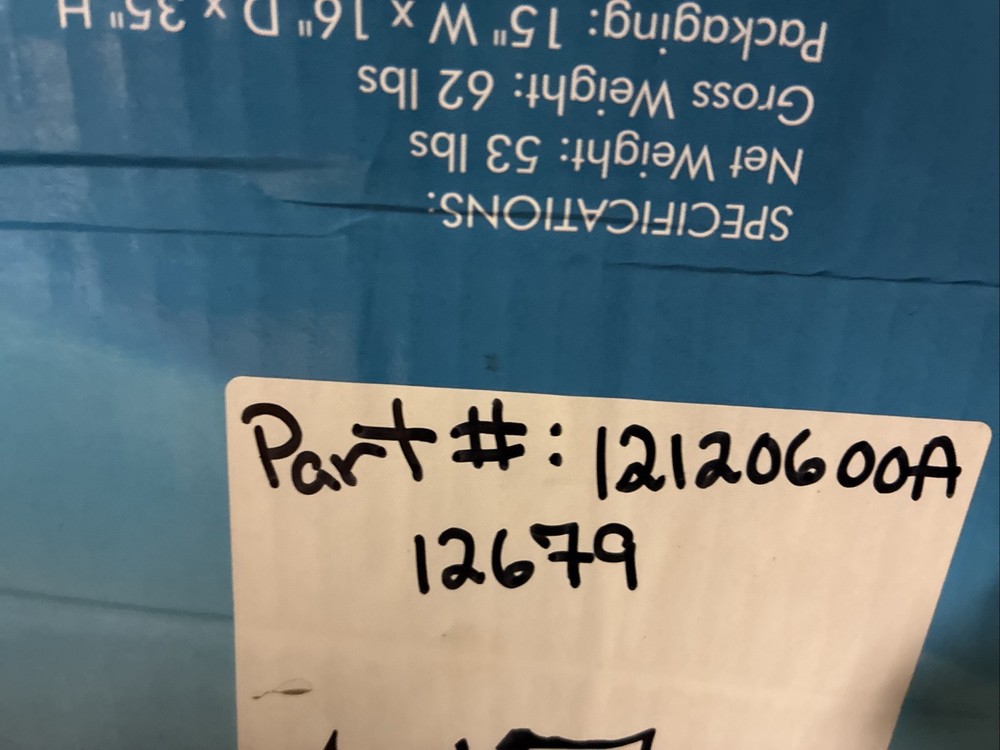 SPECIFICATIONS:
Net Weight: 53 lbs
Gross Weight: 62 lbs
Packaging: 15" W x 16" D x 35" H
Part #: 12120600A
12679